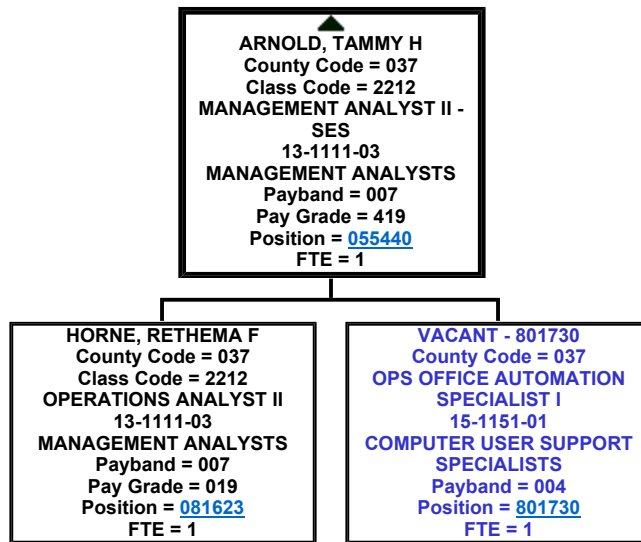 ARNOLD, TAMMY H
County Code = 037
Class Code = 2212
MANAGEMENT ANALYST II -
SES
13-1111-03
MANAGEMENT ANALYSTS
Payband = 007
Pay Grade = 419
Position = 055440
FTE = 1
HORNE, RETHEMA F
County Code = 037
Class Code = 2212
OPERATIONS ANALYST II
13-1111-03
MANAGEMENT ANALYSTS
Payband = 007
Pay Grade = 019
Position = 081623
FTE = 1
VACANT - 801730
County Code = 037
OPS OFFICE AUTOMATION
SPECIALIST I
15-1151-01
COMPUTER USER SUPPORT
SPECIALISTS
Payband = 004
Position = 801730
FTE = 1